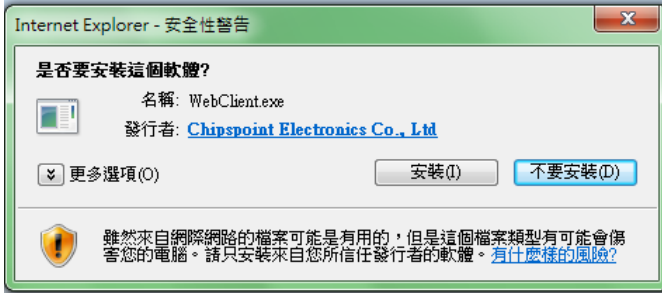 Internet Explorer - 安全性警告
是否要安裝這個軟體?
名稱: WebClient.exe
發行者: Chipspoint Electronics Co., Ltd
更多選項(O)
安裝(I)
不要安裝(D)
雖然來自網際網路的檔案可能是有用的，但是這個檔案類型有可能會傷
害您的電腦。請只安裝來自您所信任發行者的軟體。有什麼樣的風險?